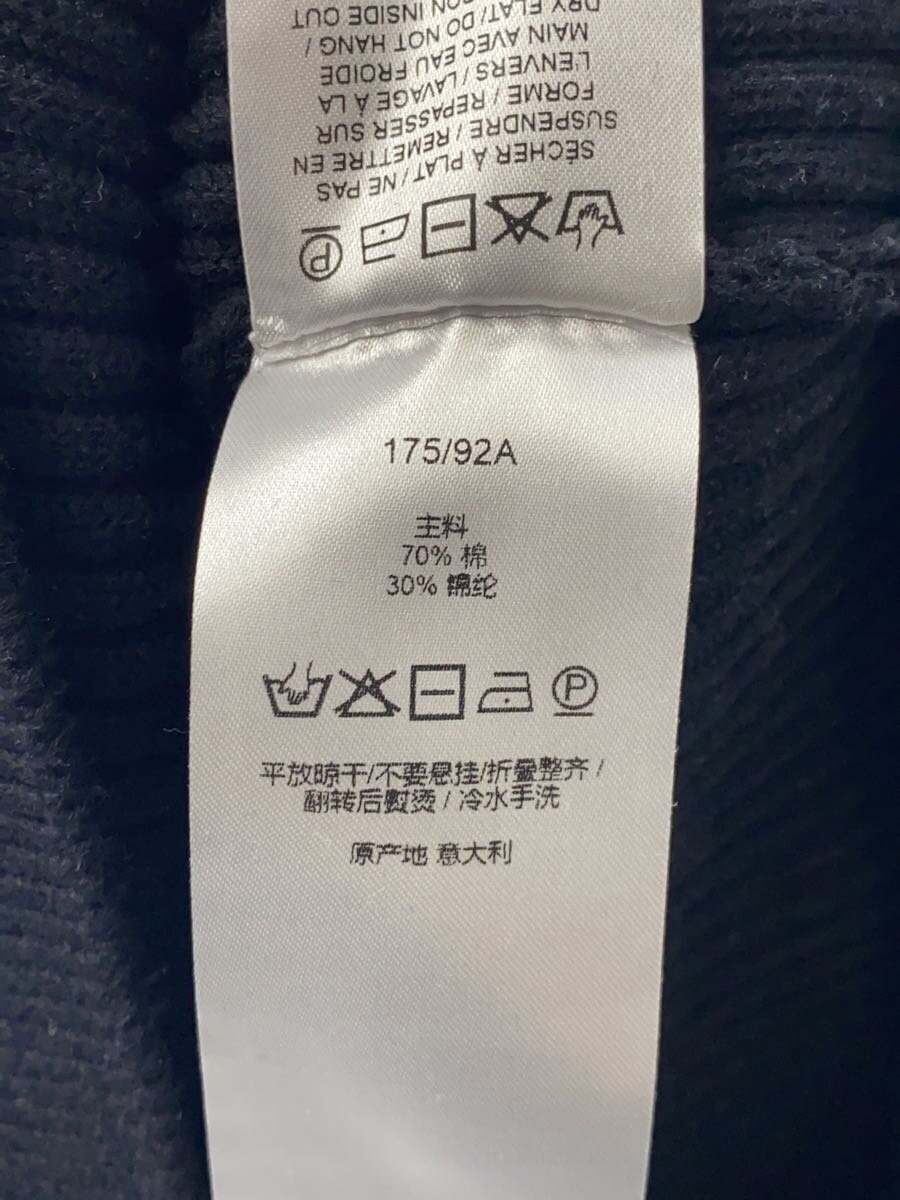 P
SÉCHER À PLAT / NE PAS
SUSPENDRE / REMETTRE EN
FORME / REPASSER SUR
L'ENVERS / LAVAGE À LA
MAIN AVEC EAU FROIDE
DRY FLAT/ DO NOT HANG /
INSIDE OUT
175/92A
主料
70% 棉
30% 锦纶
P
平放晾干/不要悬挂/折叠整齐 /
翻转后熨烫 / 冷水手洗
原产地 意大利